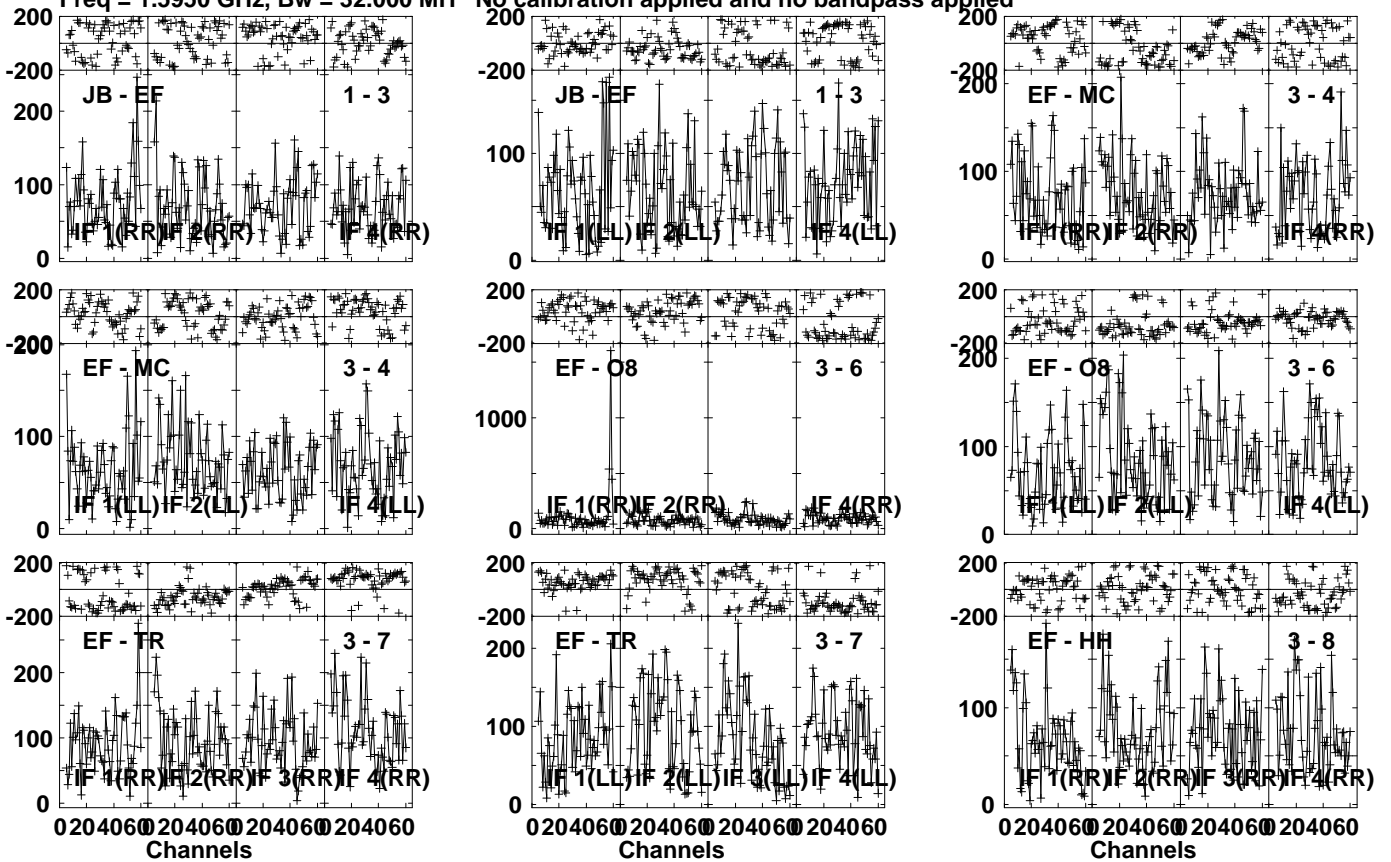 Freq = 1.5950 GHz, Bw = 32.000 MH No calibration applied and no bandpass applied
-200
200
100
0
JB - EF 1 - 3
IF 1(RR) IF 2(RR) IF 4(RR)
-200
100
0
JB - EF 1 - 3
IF 1(LL) IF 2(LL) IF 4(LL)
-200
200
100
0
EF - MC 3 - 4
IF 1(RR) IF 2(RR) IF 4(RR)
200
-200
200
100
0
EF - MC 3 - 4
IF 1(LL) IF 2(LL) IF 4(LL)
200
-200
1000
0
EF - O8 3 - 6
IF 1(RR) IF 2(RR) IF 4(RR)
200
-200
200
100
0
EF - O8 3 - 6
IF 1(LL) IF 2(LL) IF 4(LL)
200
-200
200
100
0
EF - TR 3 - 7
IF 1(RR) IF 2(RR) IF 3(RR) IF 4(RR)
0 20 40 60 0 20 40 60 0 20 40 60 0 20 40 60
Channels
200
-200
200
100
0
EF - TR 3 - 7
IF 1(LL) IF 2(LL) IF 3(LL) IF 4(LL)
0 20 40 60 0 20 40 60 0 20 40 60 0 20 40 60
Channels
200
-200
100
0
EF - HH 3 - 8
IF 1(RR) IF 2(RR) IF 3(RR) IF 4(RR)
0 20 40 60 0 20 40 60 0 20 40 60 0 20 40 60
Channels